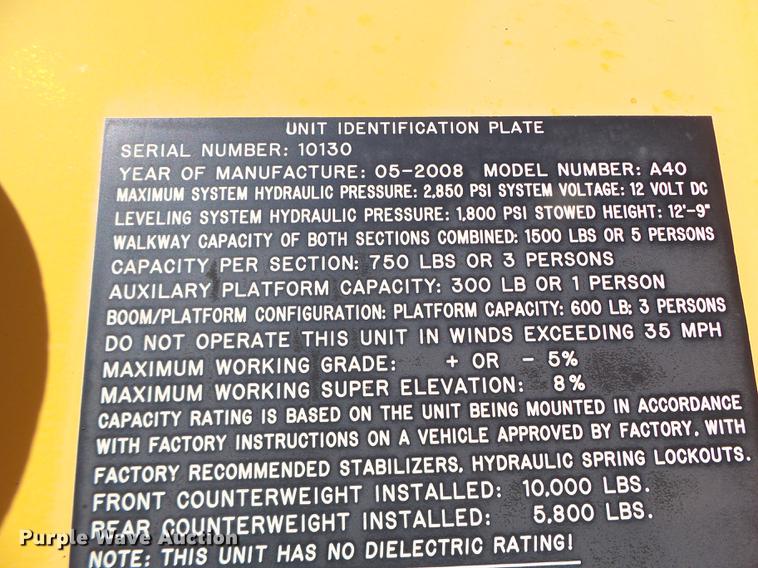 UNIT IDENTIFICATION PLATE
SERIAL NUMBER: 10130
YEAR OF MANUFACTURE: 05-2008 MODEL NUMBER: A40
MAXIMUM SYSTEM HYDRAULIC PRESSURE: 2,850 PSI SYSTEM VOLTAGE: 12 VOLT DC
LEVELING SYSTEM HYDRAULIC PRESSURE: 1,800 PSI STOWED HEIGHT: 12'-9"
WALKWAY CAPACITY OF BOTH SECTIONS COMBINED: 1500 LBS OR 5 PERSONS
CAPACITY PER SECTION: 750 LBS OR 3 PERSONS
AUXILARY PLATFORM CAPACITY: 300 LB OR 1 PERSON
BOOM/PLATFORM CONFIGURATION: PLATFORM CAPACITY: 600 LB; 3 PERSONS
DO NOT OPERATE THIS UNIT IN WINDS EXCEEDING 35 MPH
MAXIMUM WORKING GRADE: + OR - 5%
MAXIMUM WORKING SUPER ELEVATION: 8%
CAPACITY RATING IS BASED ON THE UNIT BEING MOUNTED IN ACCORDANCE
WITH FACTORY INSTRUCTIONS ON A VEHICLE APPROVED BY FACTORY, WITH
FACTORY RECOMMENDED STABILIZERS, HYDRAULIC SPRING LOCKOUTS.
FRONT COUNTERWEIGHT INSTALLED: 10,000 LBS.
REAR COUNTERWEIGHT INSTALLED: 5,800 LBS.
NOTE: THIS UNIT HAS NO DIELECTRIC RATING!
Purple Wave Auction